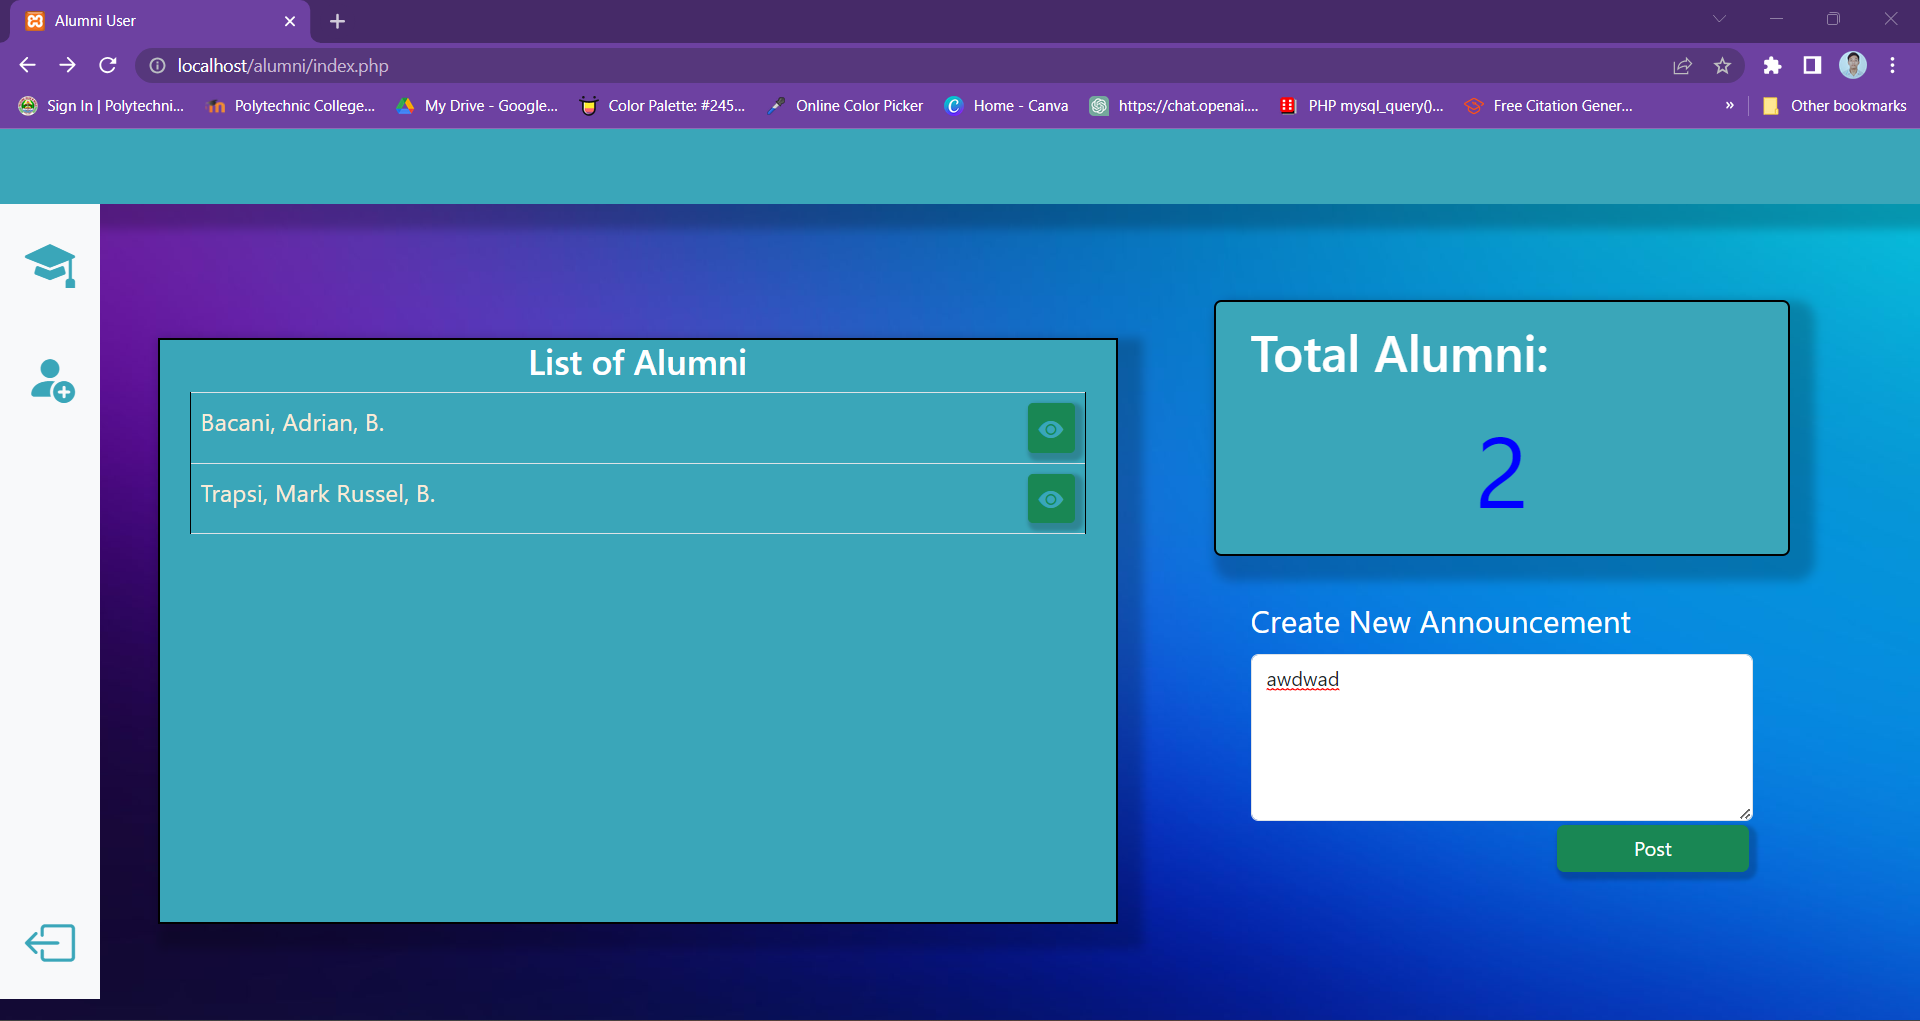 Alumni User
localhost/alumni/index.php
Sign In | Polytechni...
Polytechnic College...
My Drive - Google...
Color Palette: #245...
Online Color Picker
Home - Canva
https://chat.openai....
PHP mysql_query()...
Free Citation Gener...
»
Other bookmarks
List of Alumni
Bacani, Adrian, B.
Trapsi, Mark Russel, B.
Total Alumni:
2
Create New Announcement
awdwad
Post